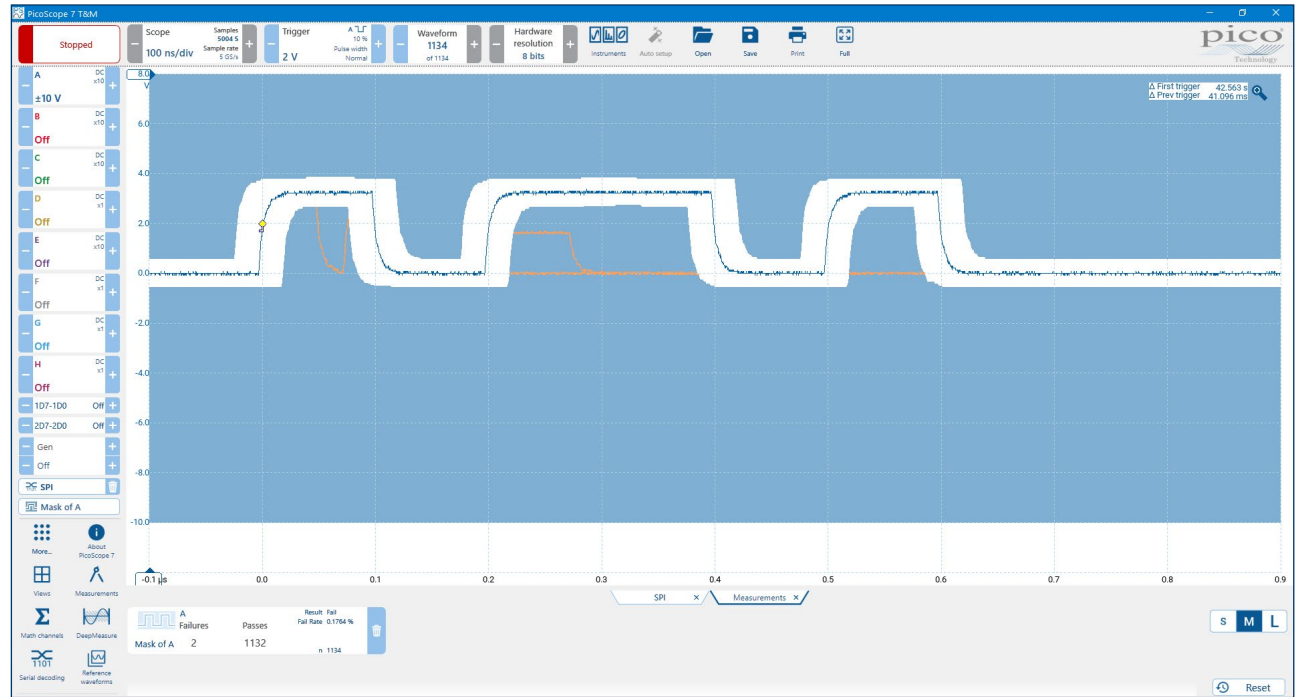 PicoScope 7 T&M
Stopped
Scope
Samples
5004 S
100 ns/div
Sample rate
5 GS/s
Trigger
A
10 %
Pulse width
2 V
Normal
Waveform
1134
of 1134
Hardware
resolution
8 bits
Instruments
Auto setup
Open
Save
Print
Full
pico
Technology
A DC
x10
±10 V
B DC
x10
Off
C DC
x10
Off
D DC
x1
Off
E DC
x10
Off
F DC
x1
Off
G DC
x1
Off
H DC
x1
Off
1D7-1D0 Off
2D7-2D0 Off
Gen
Off
SPI
Mask of A
More...
About
PicoScope 7
Views
Measurements
Math channels
DeepMeasure
1101
Serial decoding
Reference
waveforms
8.0
V
6.0
4.0
2.0
0.0
-2.0
-4.0
-6.0
-8.0
-10.0
Δ First trigger 42.563 s
Δ Prev trigger 41.096 ms
-0.1 µs 0.0 0.1 0.2 0.3 0.4 0.5 0.6 0.7 0.8 0.9
SPI x Measurements x
A
Failures Passes
Mask of A 2 1132
Result Fail
Fail Rate 0.1764 %
n 1134
S M L
Reset